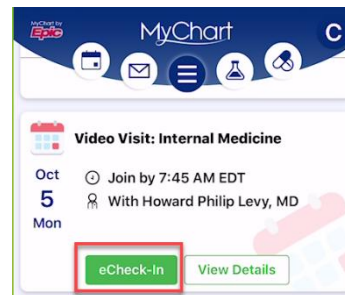 MyChart by
Epic
MyChart
C
Video Visit: Internal Medicine
Oct
5
Mon
Join by 7:45 AM EDT
With Howard Philip Levy, MD
eCheck-In
View Details